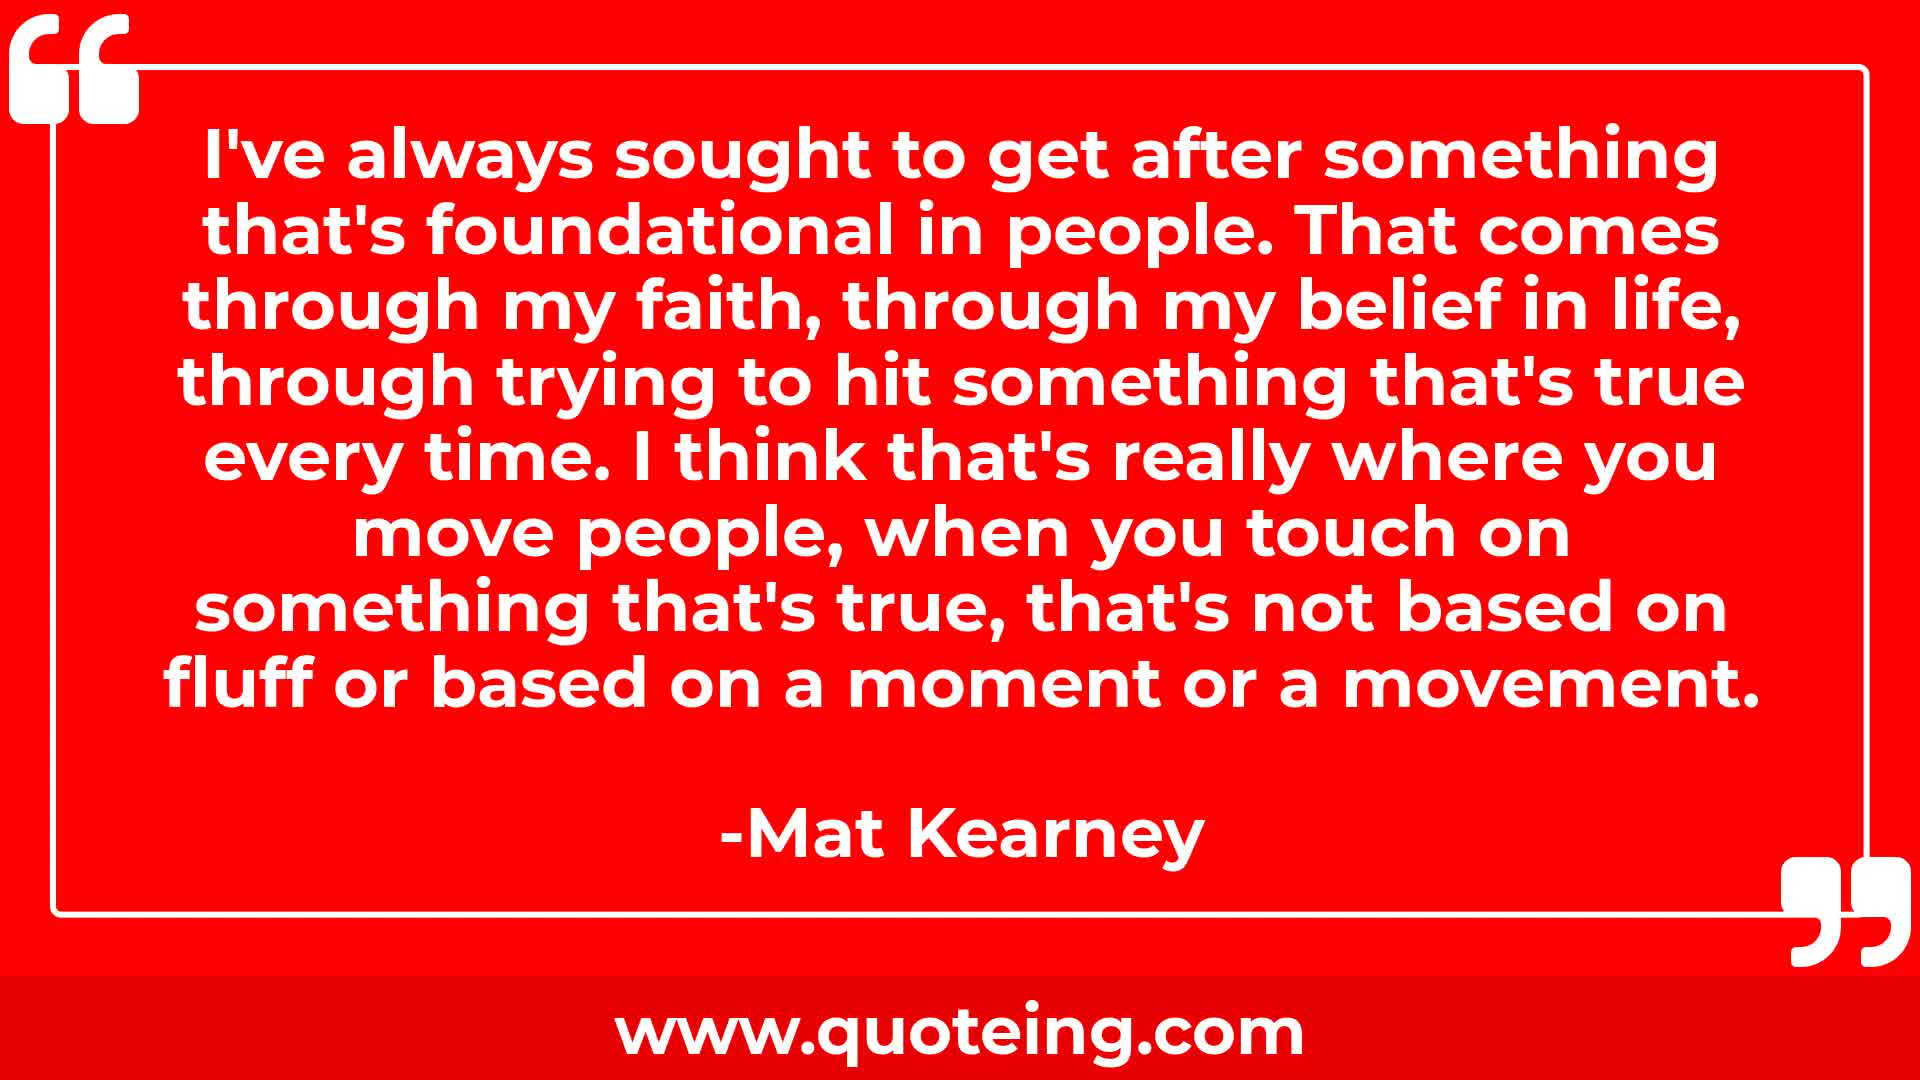 I've always sought to get after something
that's foundational in people. That comes
through my faith, through my belief in life,
through trying to hit something that's true
every time. I think that's really where you
move people, when you touch on
something that's true, that's not based on
fluff or based on a moment or a movement.
-Mat Kearney
www.quoteing.com